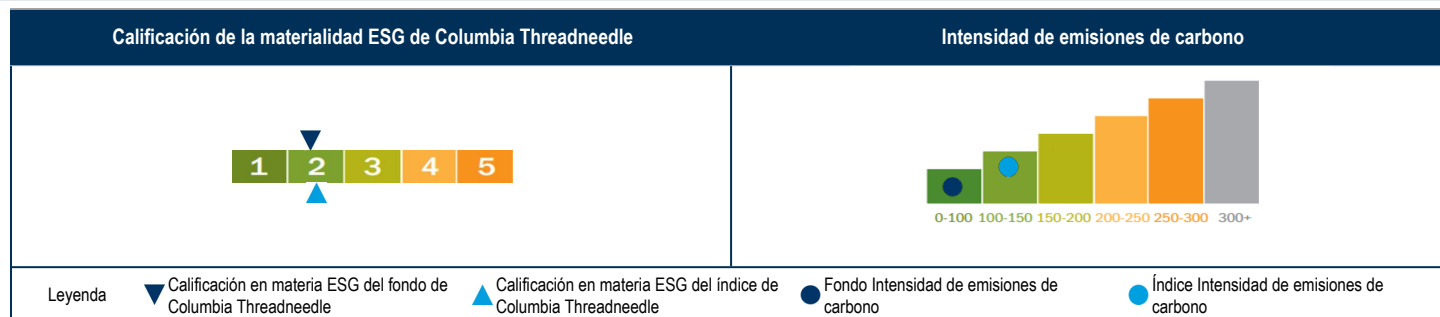 Calificación de la materialidad ESG de Columbia Threadneedle
Intensidad de emisiones de carbono
1 2 3 4 5
0-100 100-150 150-200 200-250 250-300 300+
Leyenda
Calificación en materia ESG del fondo de
Columbia Threadneedle
Calificación en materia ESG del índice de
Columbia Threadneedle
Fondo Intensidad de emisiones de
carbono
Índice Intensidad de emisiones de
carbono